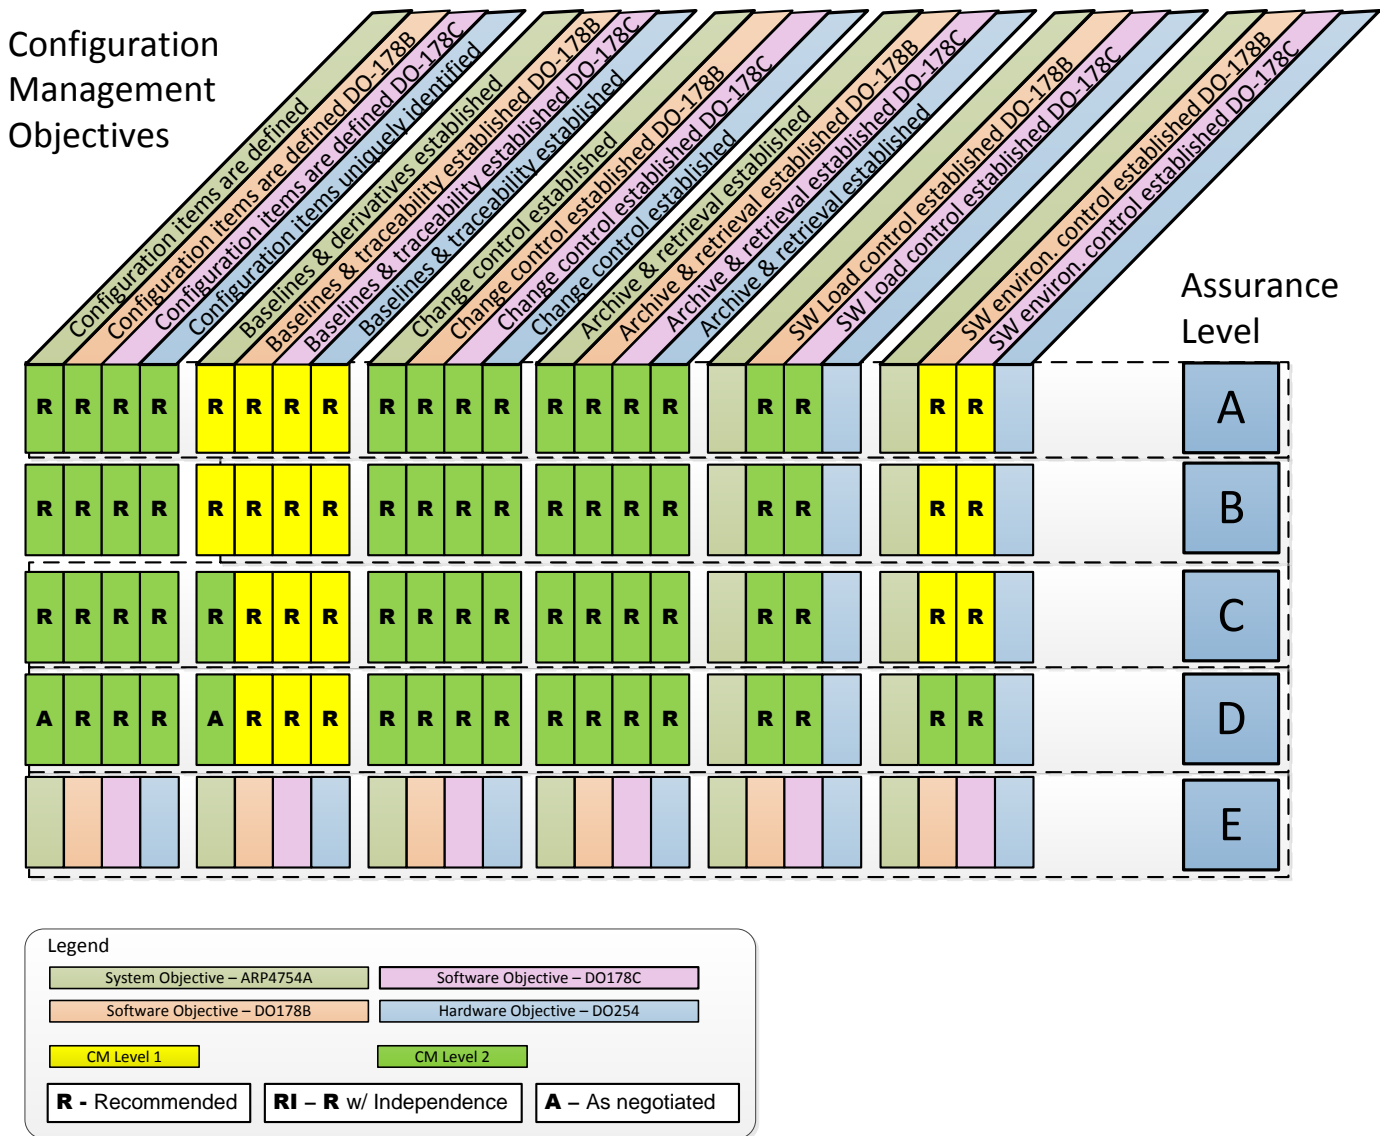 Configuration
Management
Objectives
Configuration items are defined
Configuration items are defined DO-178B
Configuration items are defined DO-178C
Configuration items uniquely identified
Baselines & derivatives established
Baselines & traceability established DO-178B
Baselines & traceability established DO-178C
Baselines & traceability established
Change control established
Change control established DO-178B
Change control established DO-178C
Change control established
Archive & retrieval established
Archive & retrieval established DO-178B
Archive & retrieval established DO-178C
Archive & retrieval established
SW Load control established DO-178B
SW Load control established DO-178C
SW environ. control established DO-178B
SW environ. control established DO-178C
Assurance
Level
R R R R R R R R R R R R R R R R R R R R A
R R R R R R R R R R R R R R R R R R R R B
R R R R R R R R R R R R R R R R R R R R C
A R R R A R R R R R R R R R R R R R R R D
E
Legend
System Objective – ARP4754A
Software Objective – DO178C
Software Objective – DO178B
Hardware Objective – DO254
CM Level 1
CM Level 2
R - Recommended
RI – R w/ Independence
A – As negotiated